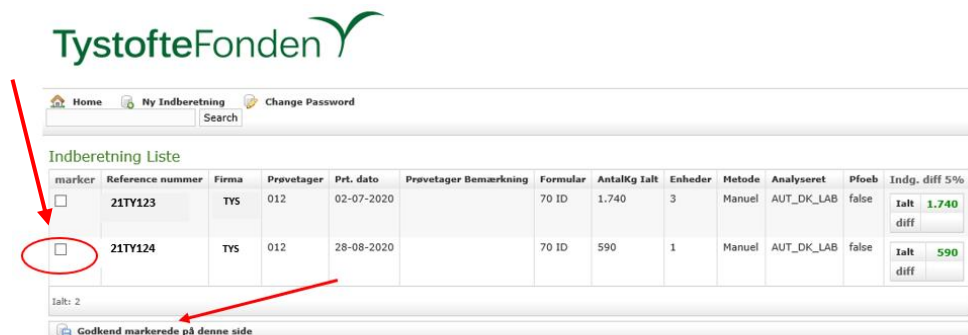 TystofteFonden
Home Ny Indberetning Change Password
Search
Indberetning Liste
marker Reference nummer Firma Prøvetager Prt. dato Prøvetager Bemærkning Formular AntalKg Ialt Enheder Metode Analyseret Pfoeb Indg. diff 5%
21TY123 TYS 012 02-07-2020 70 ID 1.740 3 Manuel AUT_DK_LAB false Ialt 1.740
diff
21TY124 TYS 012 28-08-2020 70 ID 590 1 Manuel AUT_DK_LAB false Ialt 590
diff
Ialt: 2
Godkend markerede på denne side